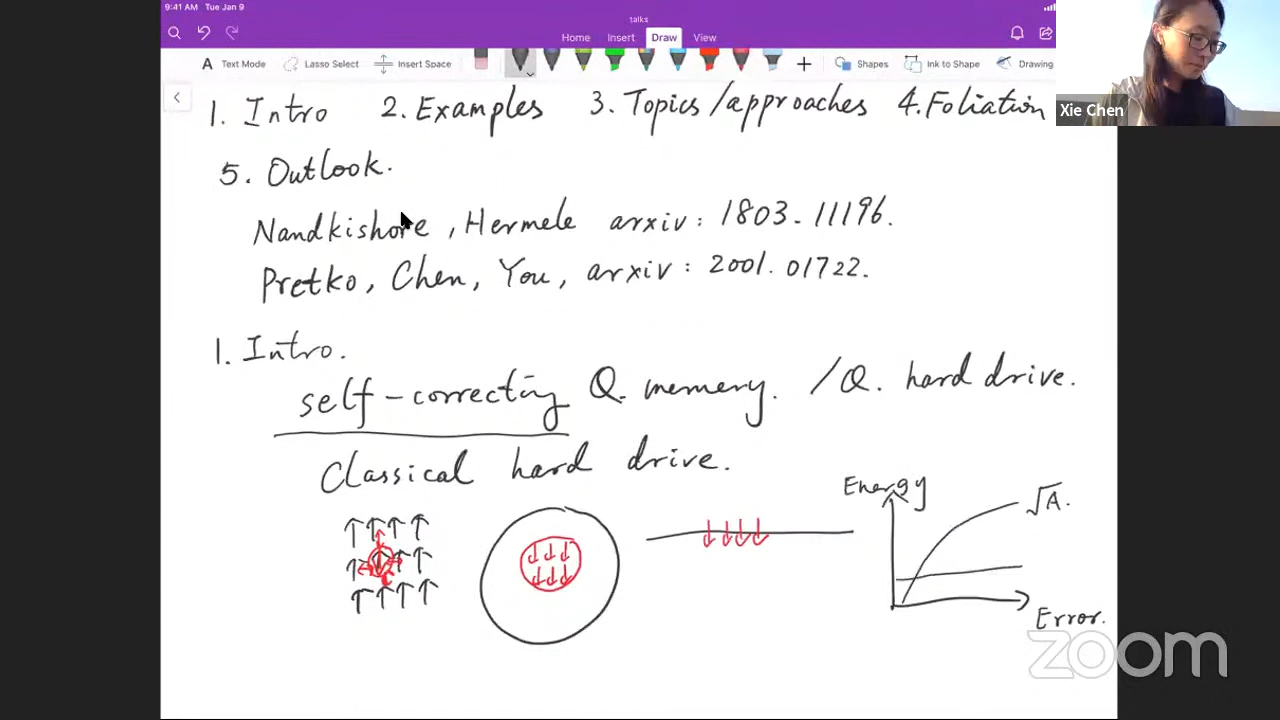 9:41 AM Tue Jan 9
talks
Home Insert Draw View
Text Mode Lasso Select Insert Space Shapes Ink to Shape Drawing
1. Intro 2. Examples 3. Topics/approaches 4. Foliation
5. Outlook.
Nandkishore, Hermele arxiv: 1803.11196.
Pretko, Chen, You, arxiv: 2001.01722.
1. Intro.
self-correcting Q. memory. / Q. hard drive.
Classical hard drive.
Energy
√A.
Error.
Xie Chen
zoom